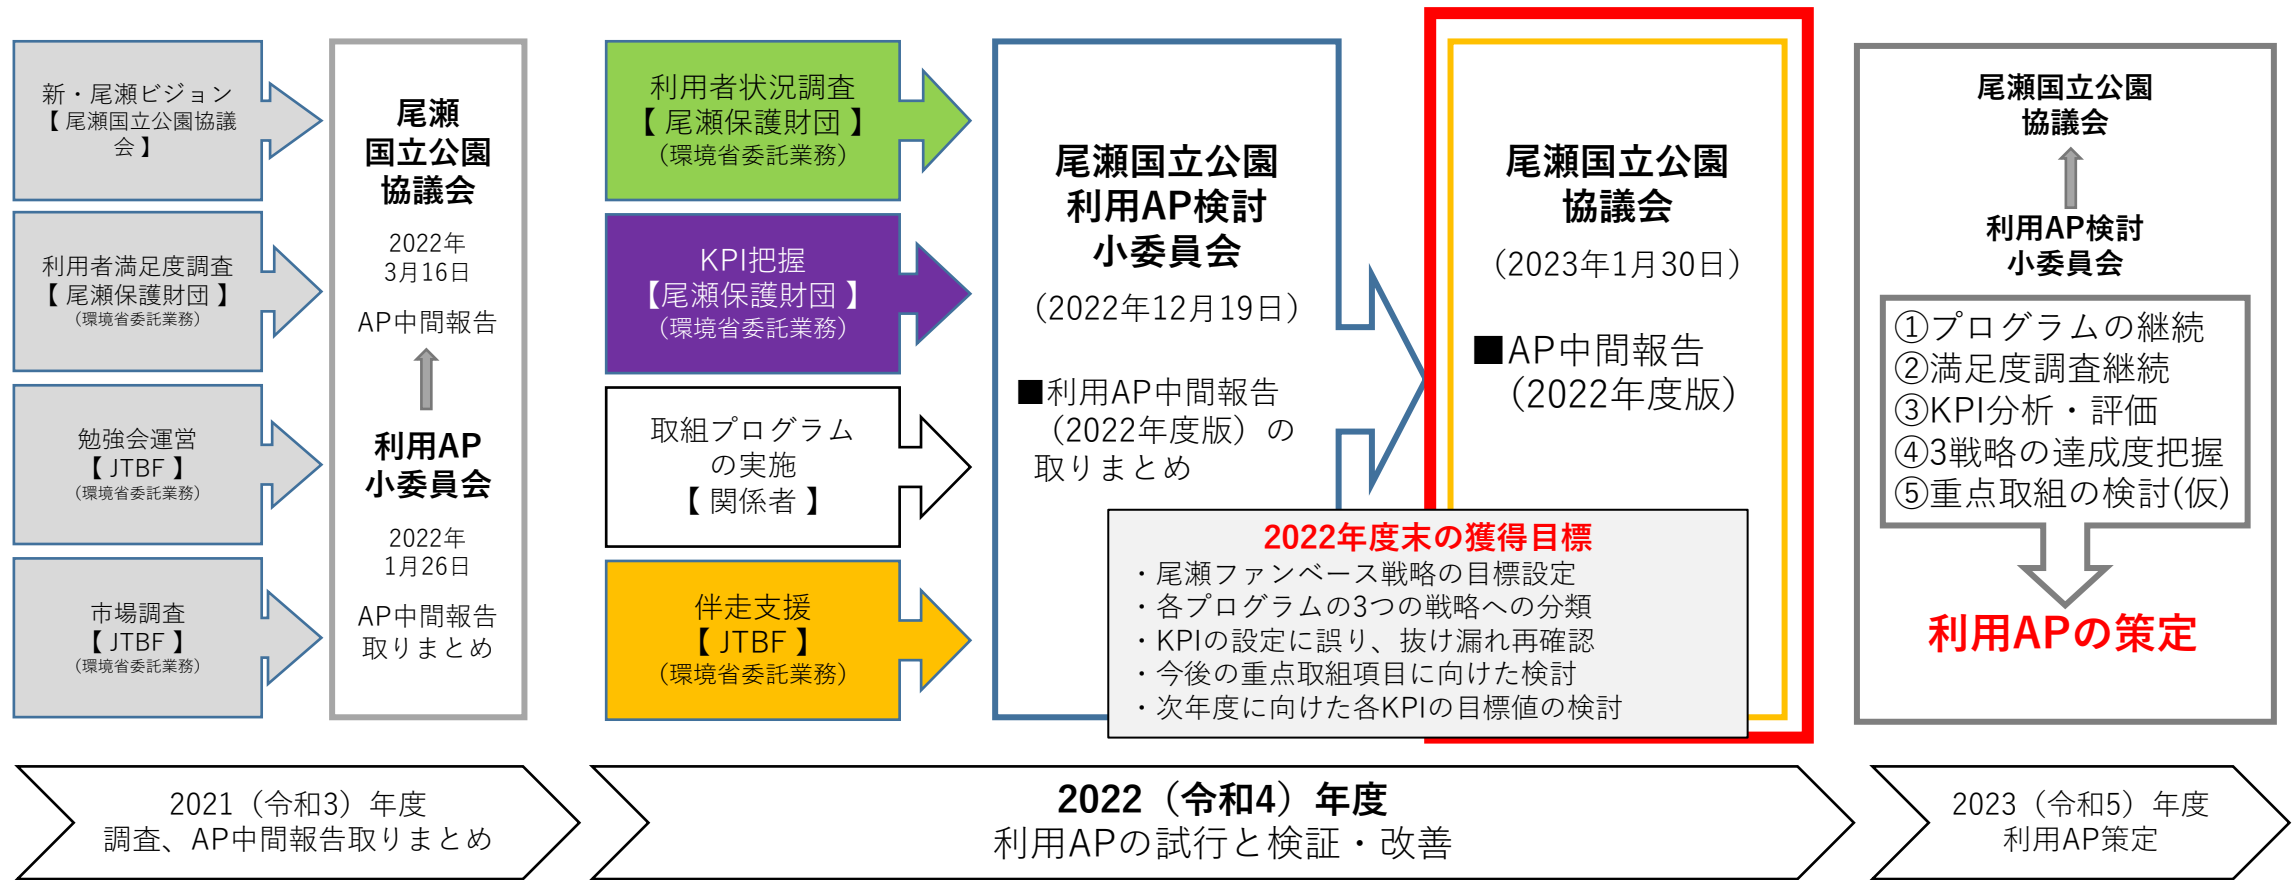 新・尾瀬ビジョン
【 尾瀬国立公園協議
会 】
利用者満足度調査
【 尾瀬保護財団 】
（環境省委託業務）
勉強会運営
【 JTBF 】
（環境省委託業務）
市場調査
【 JTBF 】
（環境省委託業務）
尾瀬
国立公園
協議会
2022年
3月16日
AP中間報告
利用AP
小委員会
2022年
1月26日
AP中間報告
取りまとめ
利用者状況調査
【 尾瀬保護財団 】
（環境省委託業務）
KPI把握
【尾瀬保護財団 】
（環境省委託業務）
取組プログラム
の実施
【 関係者 】
伴走支援
【 JTBF 】
（環境省委託業務）
尾瀬国立公園
利用AP検討
小委員会
（2022年12月19日）
■利用AP中間報告
（2022年度版）の
取りまとめ
尾瀬国立公園
協議会
（2023年1月30日）
■AP中間報告
（2022年度版）
2022年度末の獲得目標
・尾瀬ファンベース戦略の目標設定
・各プログラムの3つの戦略への分類
・KPIの設定に誤り、抜け漏れ再確認
・今後の重点取組項目に向けた検討
・次年度に向けた各KPIの目標値の検討
尾瀬国立公園
協議会
利用AP検討
小委員会
①プログラムの継続
②満足度調査継続
③KPI分析・評価
④3戦略の達成度把握
⑤重点取組の検討(仮)
利用APの策定
2021（令和3）年度
調査、AP中間報告取りまとめ
2022（令和4）年度
利用APの試行と検証・改善
2023（令和5）年度
利用AP策定